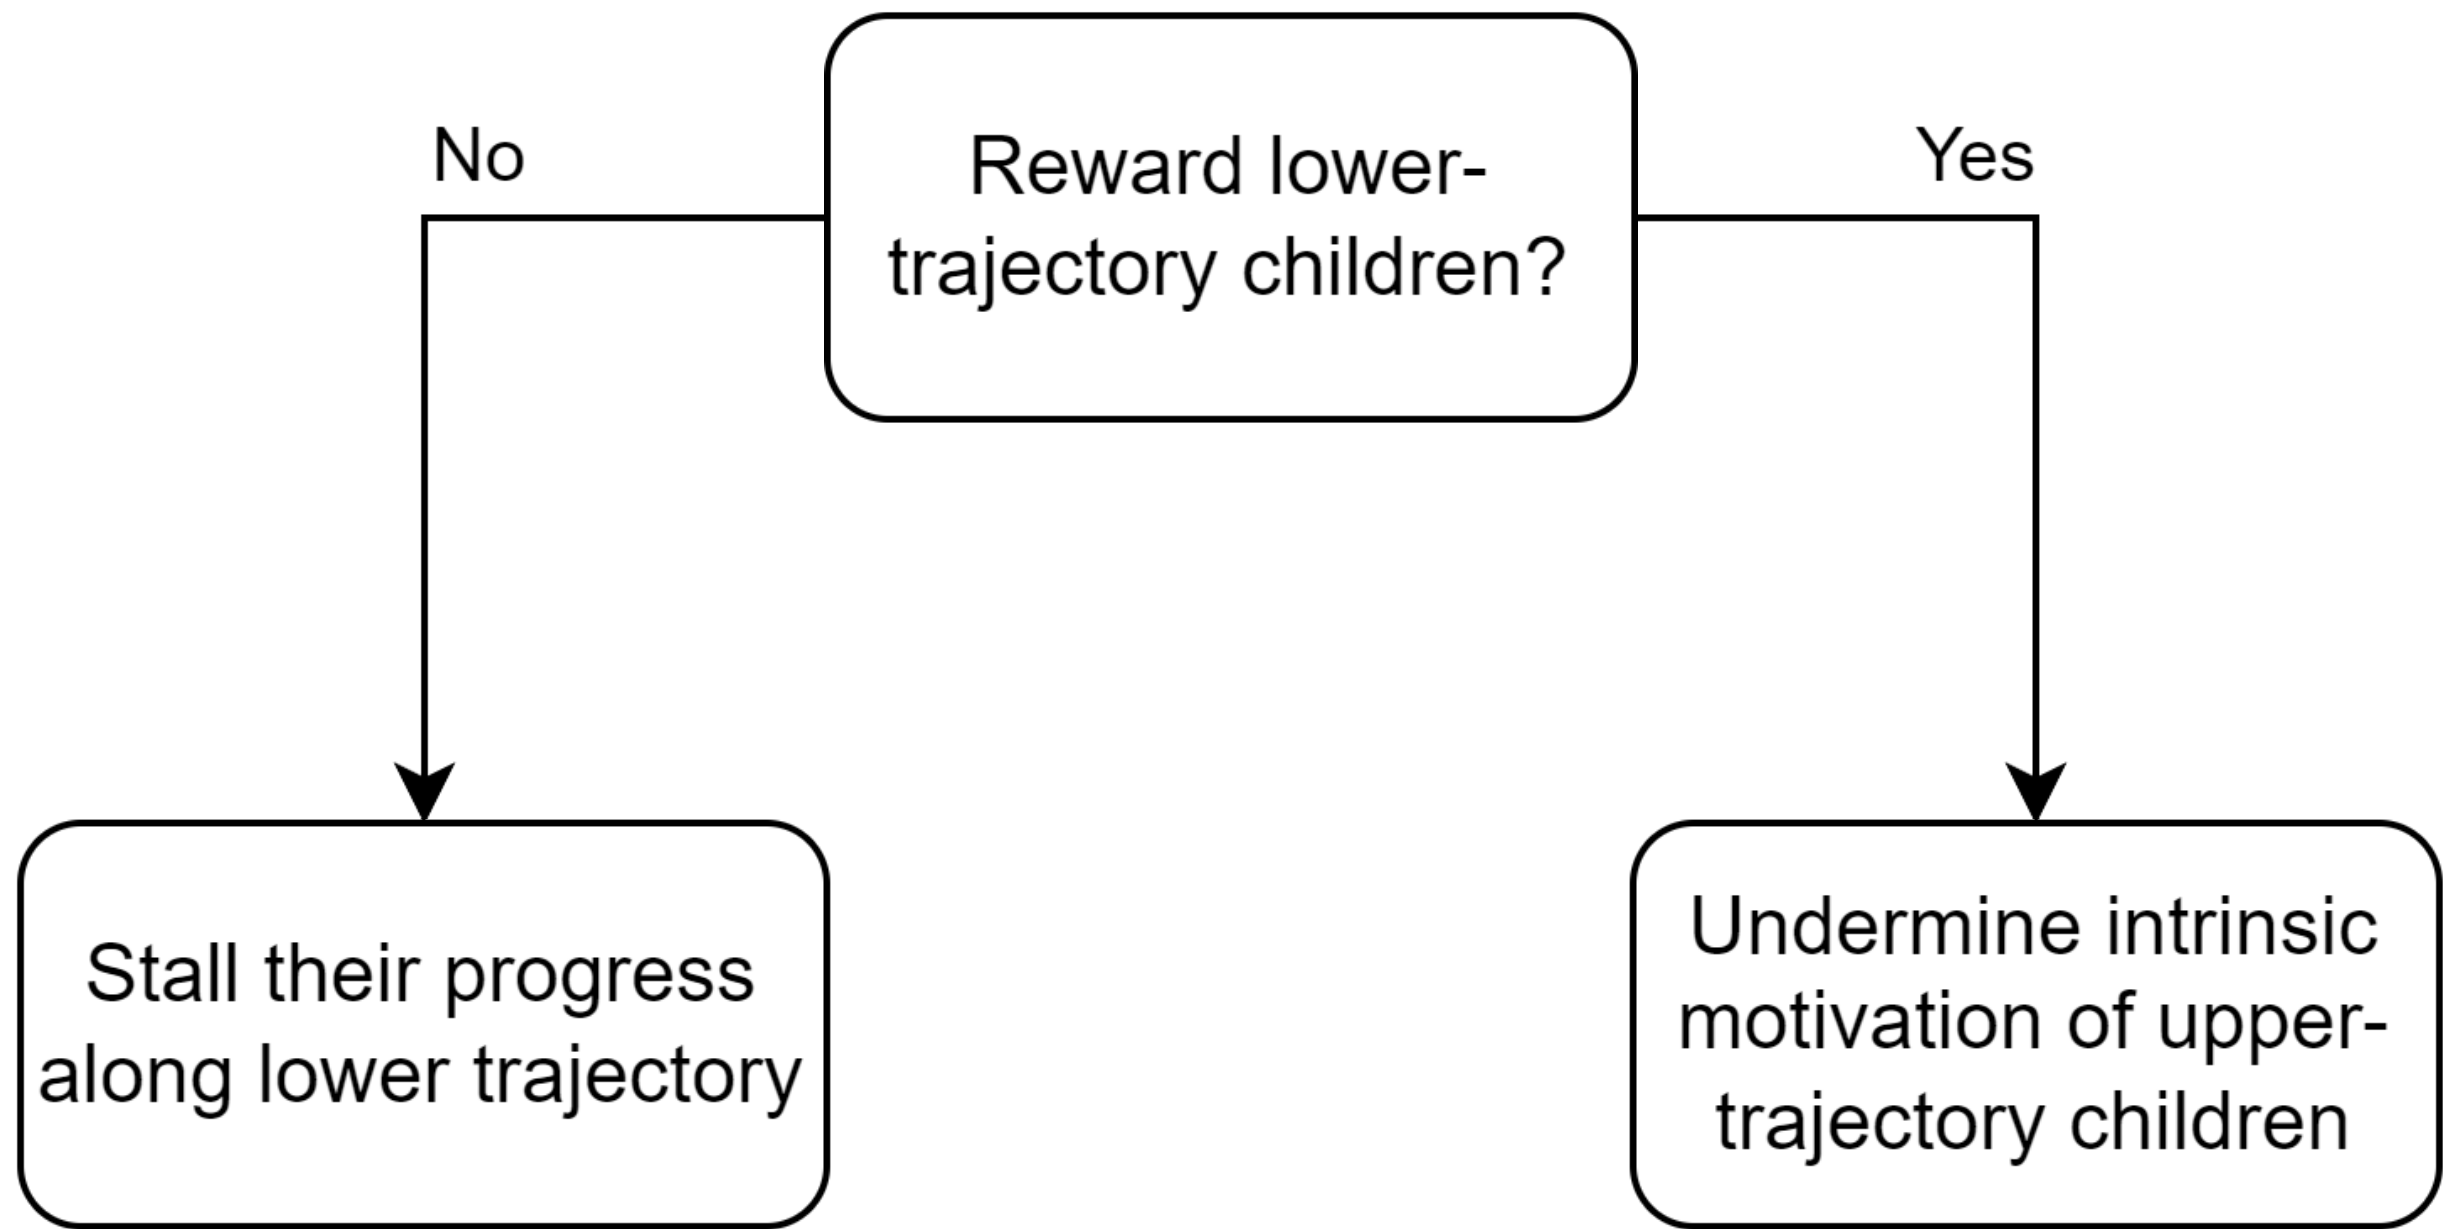 Reward lower-
trajectory children?
No
Yes
Stall their progress
along lower trajectory
Undermine intrinsic
motivation of upper-
trajectory children